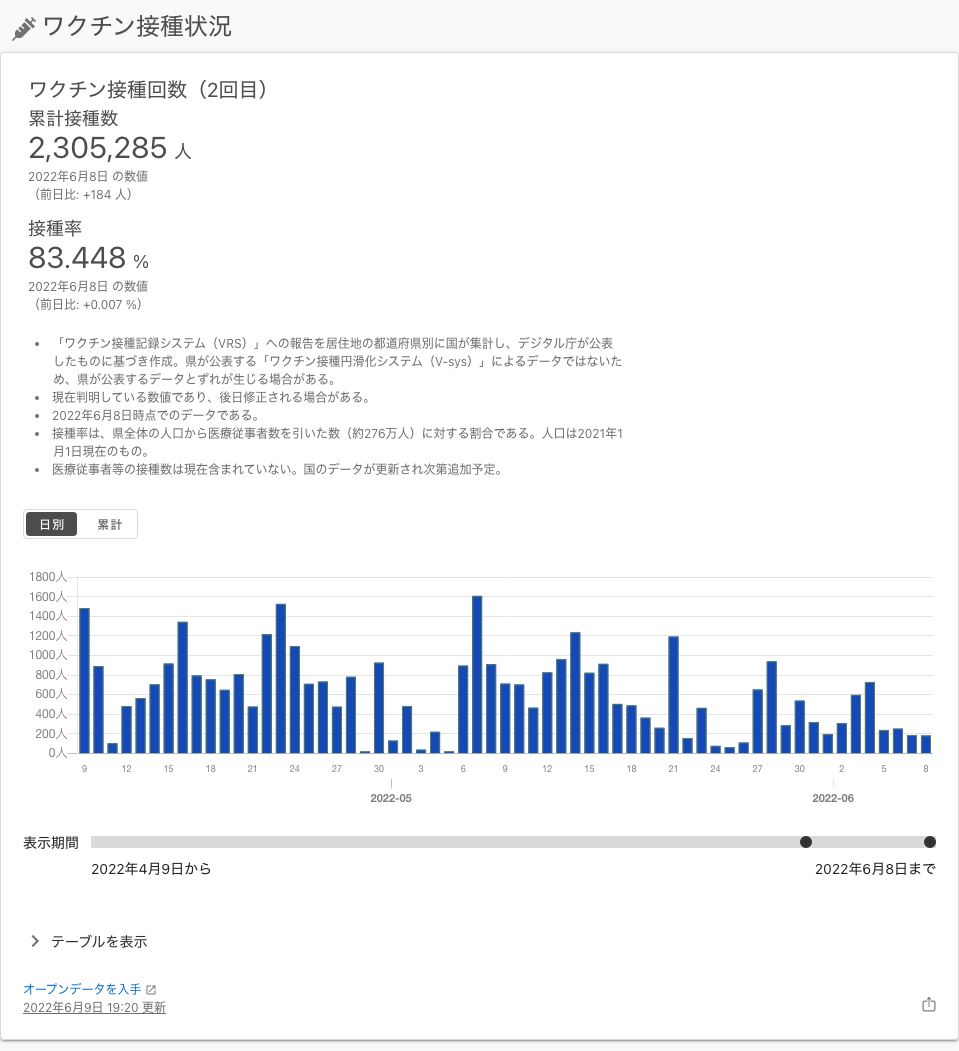 ワクチン接種状況
ワクチン接種回数（2回目）
累計接種数
2,305,285 人
2022年6月8日 の数値
（前日比: +184 人）
接種率
83.448 %
2022年6月8日 の数値
（前日比: +0.007 %）
• 「ワクチン接種記録システム（VRS）」への報告を居住地の都道府県別に国が集計し、デジタル庁が公表
したものに基づき作成。県が公表する「ワクチン接種円滑化システム（V-sys）」によるデータではないた
め、県が公表するデータとずれが生じる場合がある。
• 現在判明している数値であり、後日修正される場合がある。
• 2022年6月8日時点でのデータである。
• 接種率は、県全体の人口から医療従事者数を引いた数（約276万人）に対する割合である。人口は2021年1
月1日現在のもの。
• 医療従事者等の接種数は現在含まれていない。国のデータが更新され次第追加予定。
日別 累計
1800人
1600人
1400人
1200人
1000人
800人
600人
400人
200人
0人
9 12 15 18 21 24 27 30 3 6 9 12 15 18 21 24 27 30 2 5 8
2022-05 2022-06
表示期間
2022年4月9日から 2022年6月8日まで
テーブルを表示
オープンデータを入手
2022年6月9日 19:20 更新